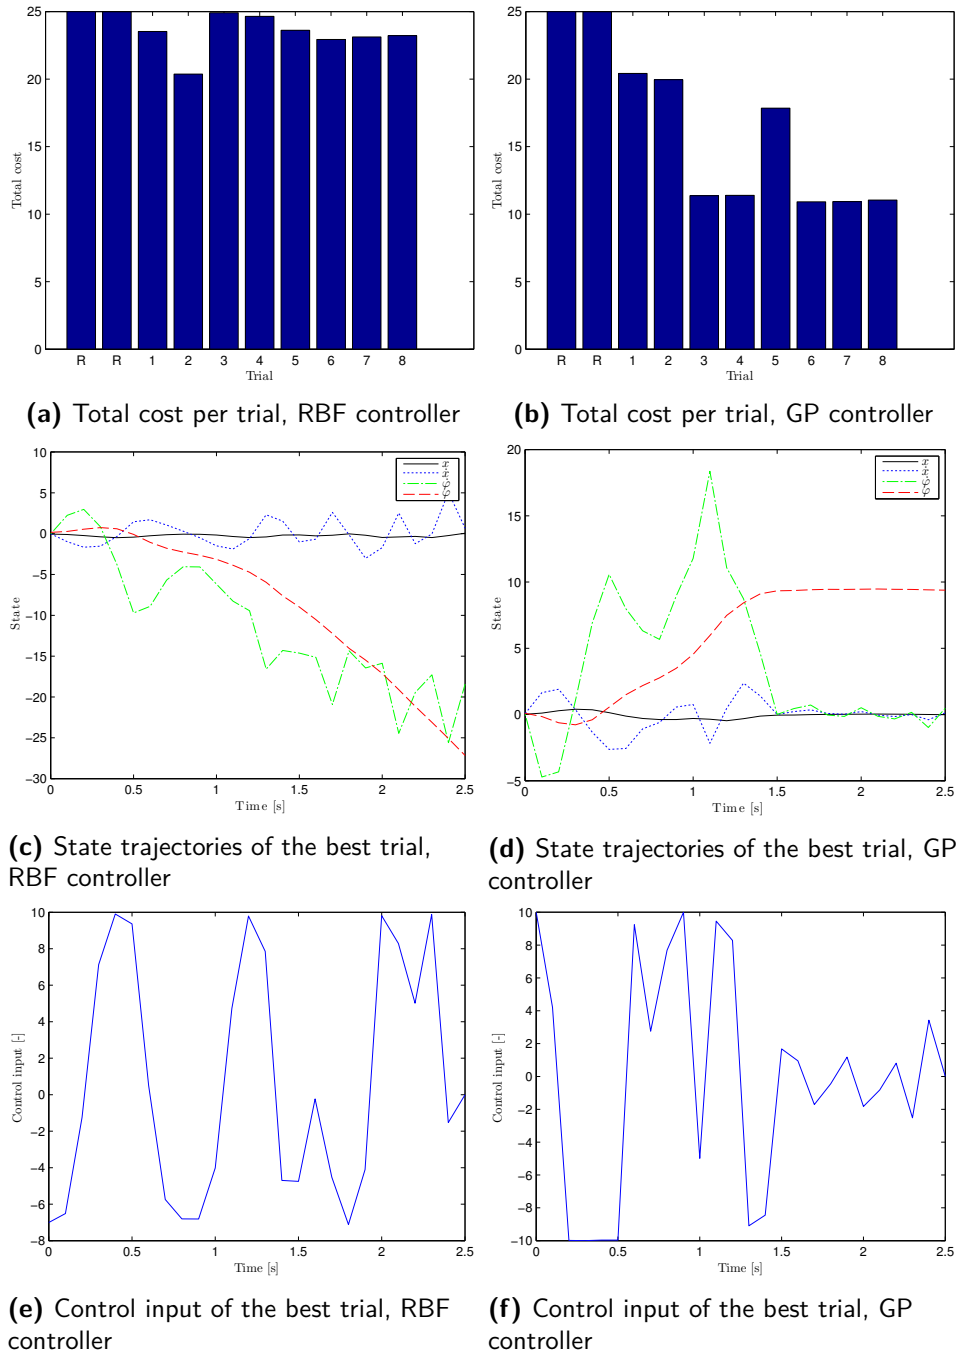 25
20
15
10
5
0
Total cost
R R 1 2 3 4 5 6 7 8
Trial
(a) Total cost per trial, RBF controller
25
20
15
10
5
0
Total cost
R R 1 2 3 4 5 6 7 8
Trial
(b) Total cost per trial, GP controller
10
5
0
−5
−10
−15
−20
−25
−30
State
0 0.5 1 1.5 2 2.5
Time [s]
(c) State trajectories of the best trial,
RBF controller
20
15
10
5
0
−5
State
0 0.5 1 1.5 2 2.5
Time [s]
(d) State trajectories of the best trial, GP
controller
10
8
6
4
2
0
−2
−4
−6
−8
Control input [-]
0 0.5 1 1.5 2 2.5
Time [s]
(e) Control input of the best trial, RBF
controller
10
8
6
4
2
0
−2
−4
−6
−8
−10
Control input [-]
0 0.5 1 1.5 2 2.5
Time [s]
(f) Control input of the best trial, GP
controller